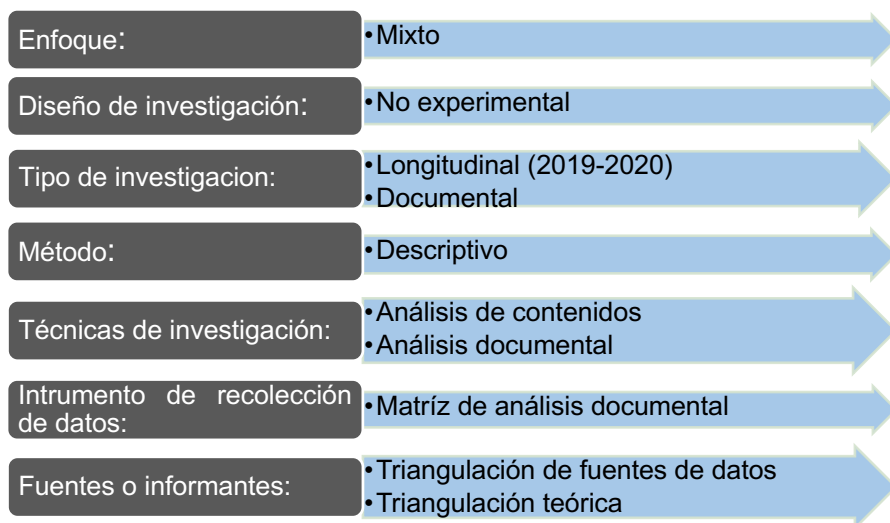 Enfoque:
•Mixto
Diseño de investigación:
•No experimental
Tipo de investigacion:
•Longitudinal (2019-2020)
•Documental
Método:
•Descriptivo
Técnicas de investigación:
•Análisis de contenidos
•Análisis documental
Intrumento de recolección
de datos:
•Matríz de análisis documental
Fuentes o informantes:
•Triangulación de fuentes de datos
•Triangulación teórica